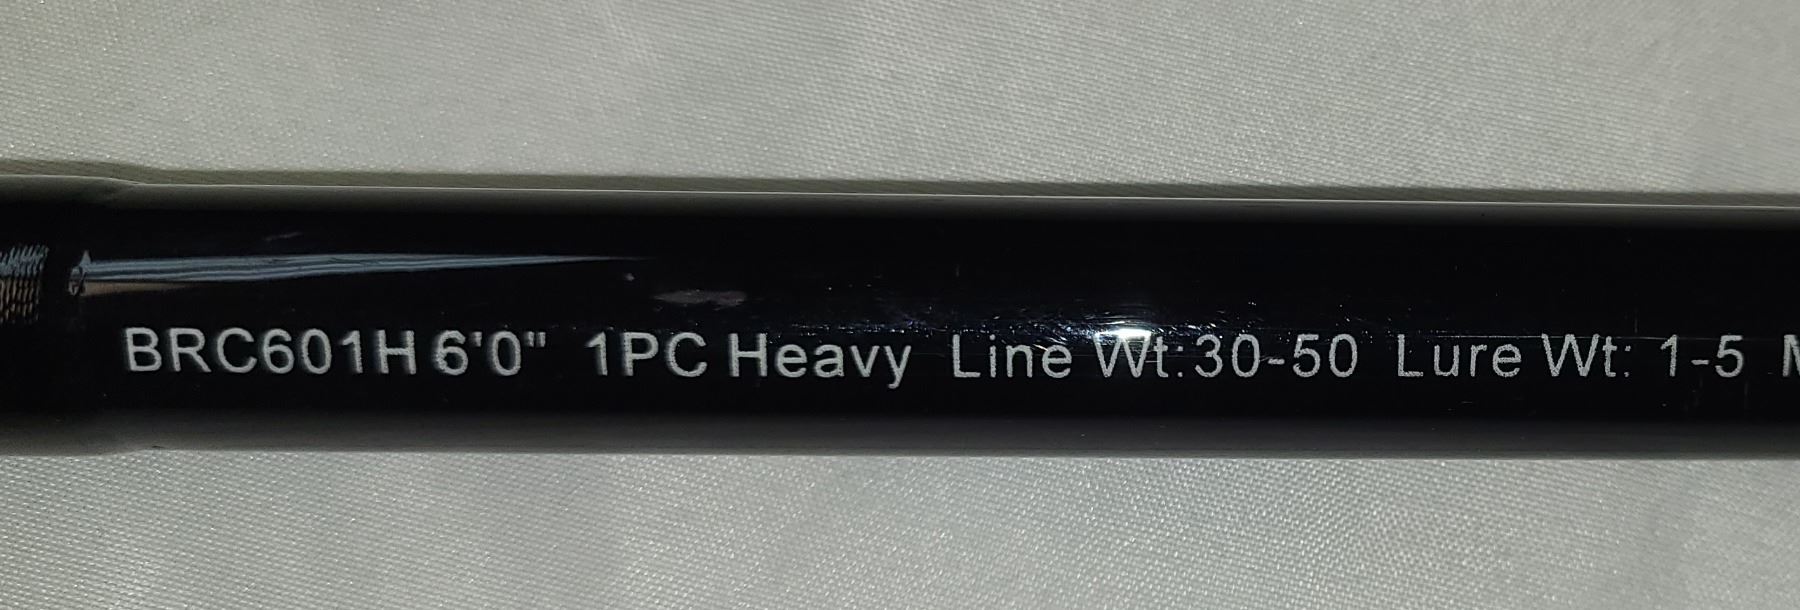 BRC601H 6'0" 1PC Heavy Line Wt:30-50 Lure Wt: 1-5